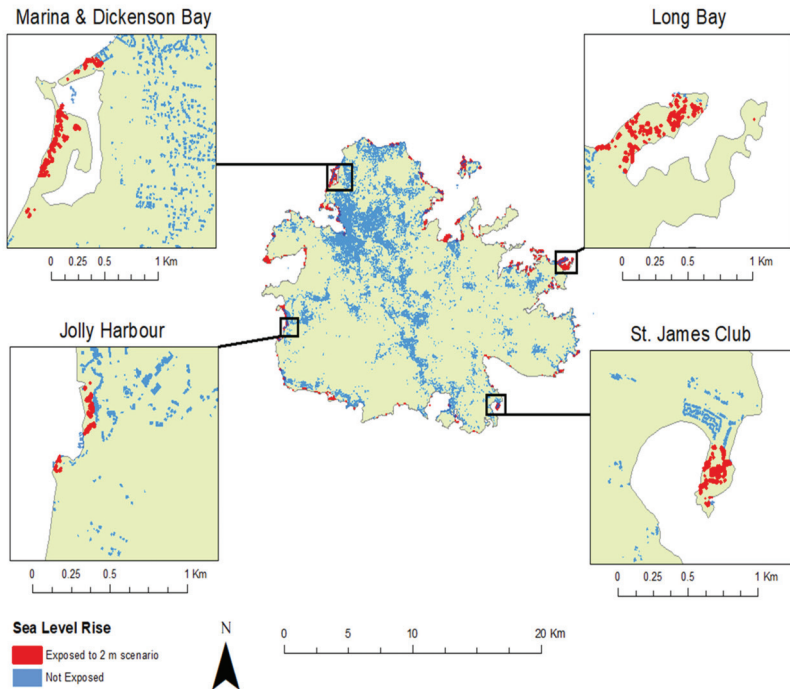 Marina & Dickenson Bay
Long Bay
0 0.25 0.5 1 Km
0 0.25 0.5 1 Km
Jolly Harbour
St. James Club
0 0.25 0.5 1 Km
0 0.25 0.5 1 Km
Sea Level Rise
Exposed to 2 m scenario
Not Exposed
N
0 5 10 20 Km